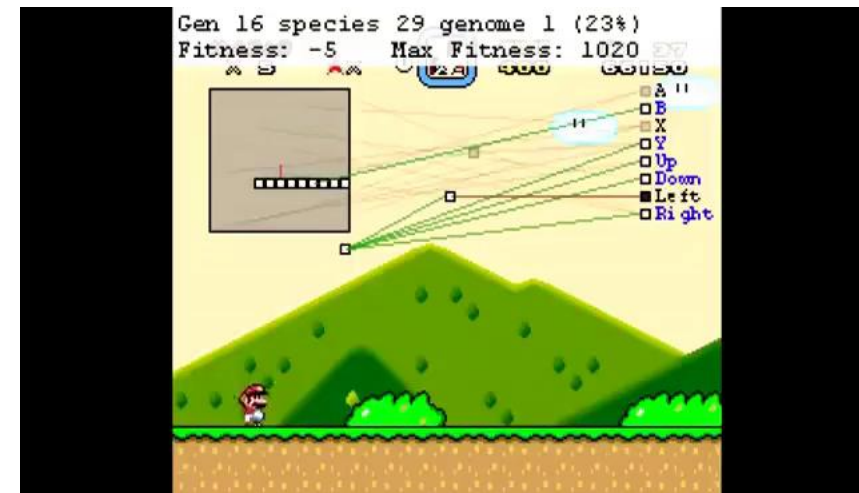 Gen 16 species 29 genome 1 (23%)
Fitness: -5 Max Fitness: 1020
A
B
X
Y
Up
Down
Left
Right